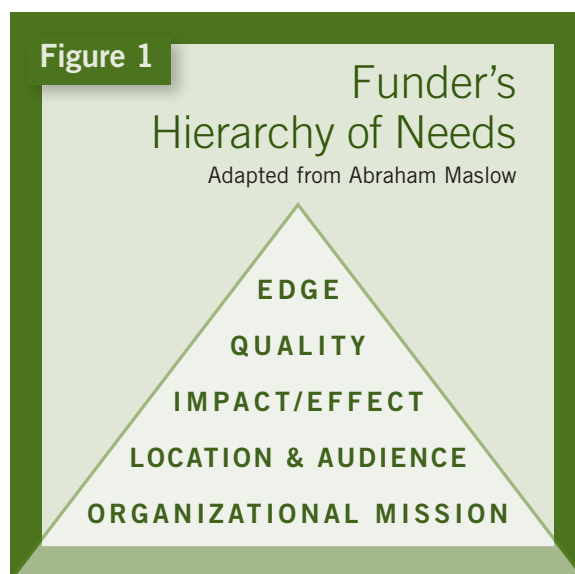 Figure 1
Funder’s
Hierarchy of Needs
Adapted from Abraham Maslow
EDGE
QUALITY
IMPACT/EFFECT
LOCATION & AUDIENCE
ORGANIZATIONAL MISSION